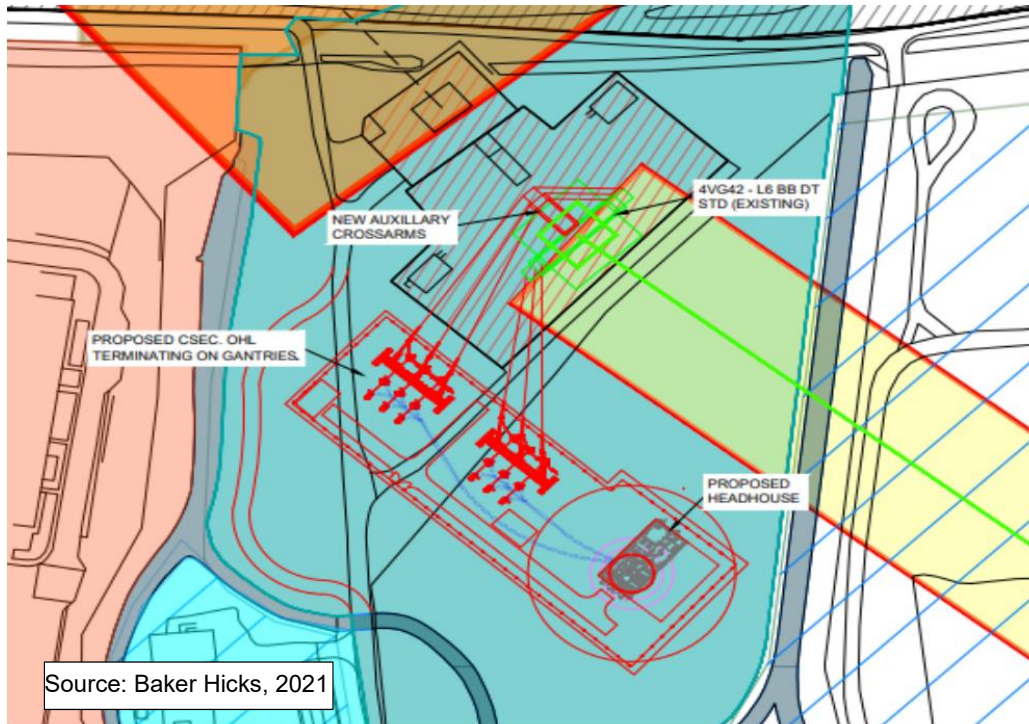 4VG42 - L6 BB DT
STD (EXISTING)
NEW AUXILLARY
CROSSARMS
PROPOSED CSEC. OHL
TERMINATING ON GANTRIES.
PROPOSED
HEADHOUSE
Source: Baker Hicks, 2021